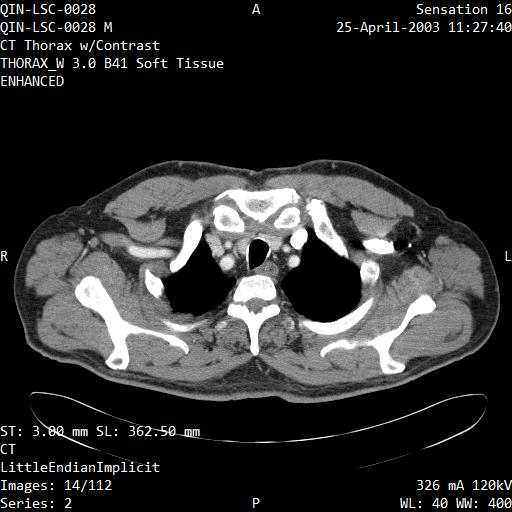 QIN-LSC-0028 A Sensation 16
QIN-LSC-0028 M 25-April-2003 11:27:40
CT Thorax w/Contrast
THORAX_W 3.0 B41 Soft Tissue
ENHANCED
R L
ST: 3.00 mm SL: 362.50 mm
CT
LittleEndianImplicit
Images: 14/112 326 mA 120kV
Series: 2 P WL: 40 WW: 400